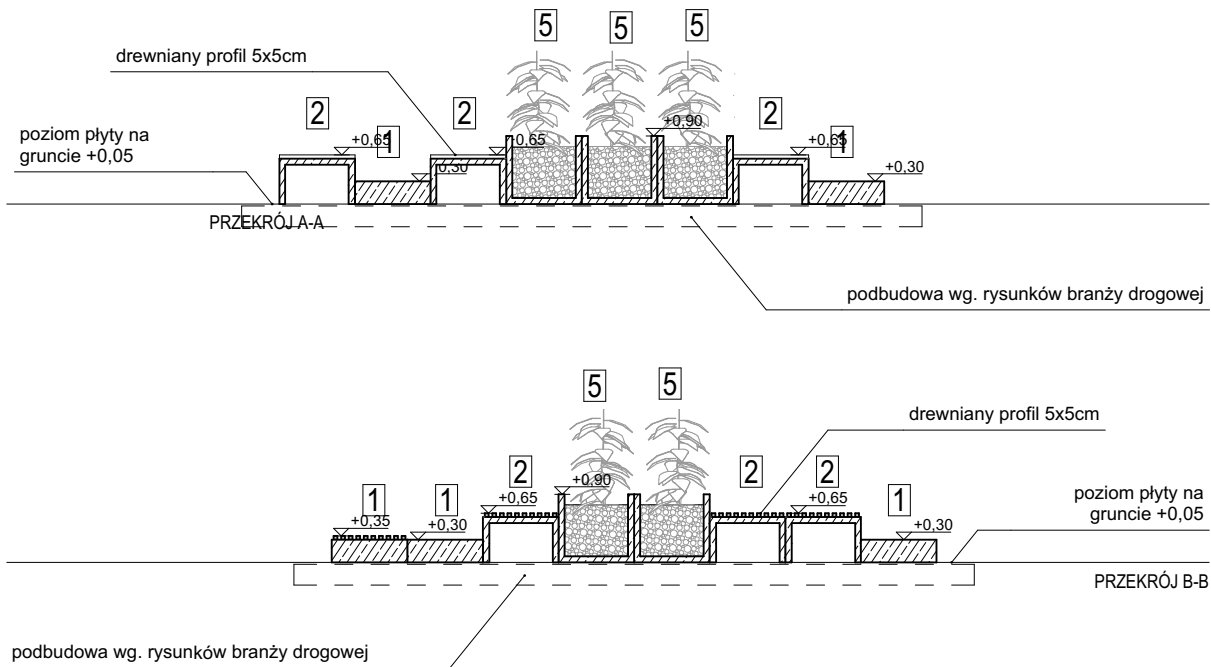 5 5 5
drewniany profil 5x5cm
2 2 2
+0,90
poziom płyty na
gruncie +0,05
+0,65 1 +0,65 +0,65 1
+0,30 +0,30
PRZEKRÓJ A-A
podbudowa wg. rysunków branży drogowej
5 5
drewniany profil 5x5cm
2 2 2
+0,90
1 1 +0,65 +0,65 1
poziom płyty na
gruncie +0,05
+0,35 +0,30 +0,30
PRZEKRÓJ B-B
podbudowa wg. rysunków branży drogowej